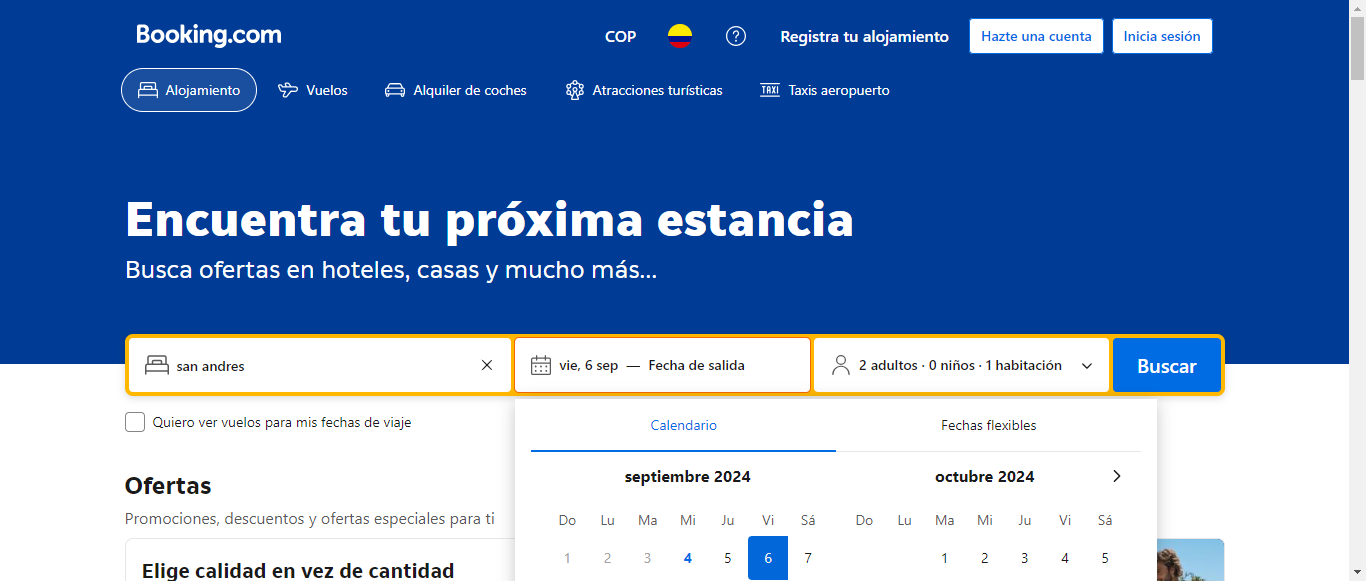 Booking.com
COP
Registra tu alojamiento
Hazte una cuenta
Inicia sesión
Alojamiento
Vuelos
Alquiler de coches
Atracciones turísticas
TAXI
Taxis aeropuerto
Encuentra tu próxima estancia
Busca ofertas en hoteles, casas y mucho más...
san andres
vie, 6 sep — Fecha de salida
2 adultos · 0 niños · 1 habitación
Buscar
Quiero ver vuelos para mis fechas de viaje
Calendario
Fechas flexibles
septiembre 2024
octubre 2024
Do Lu Ma Mi Ju Vi Sá
Do Lu Ma Mi Ju Vi Sá
1 2 3 4 5 6 7
1 2 3 4 5
Ofertas
Promociones, descuentos y ofertas especiales para ti
Elige calidad en vez de cantidad